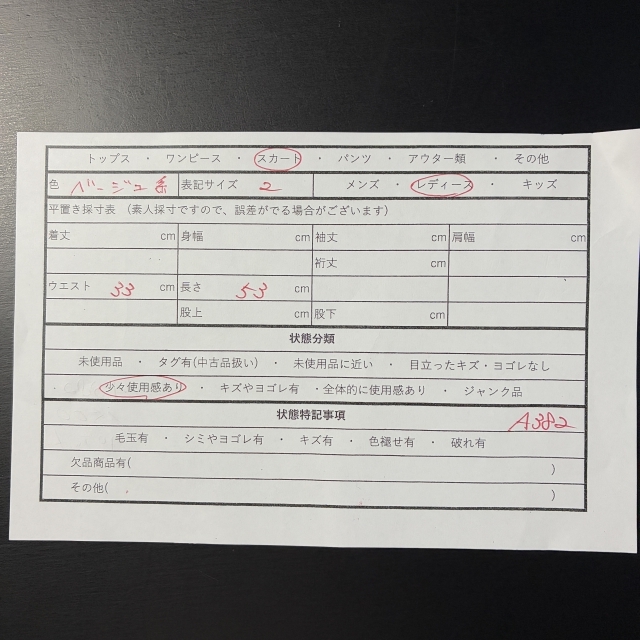 トップス ・ ワンピース ・ スカート ・ パンツ ・ アウター類 ・ その他
色 ベージュ系 表記サイズ 2 メンズ ・ レディース ・ キッズ
平置き採寸表 (素人採寸ですので、誤差がでる場合がございます)
着丈 cm 身幅 cm 袖丈 cm 肩幅 cm
裄丈 cm
ウエスト 33 cm 長さ 53 cm
股上 cm 股下 cm
状態分類
未使用品 ・ タグ有(中古品扱い) ・ 未使用品に近い ・ 目立ったキズ・ヨゴレなし
・ 少々使用感あり ・ キズやヨゴレ有 ・全体的に使用感あり ・ ジャンク品
状態特記事項 A382
毛玉有 ・ シミやヨゴレ有 ・ キズ有 ・ 色褪せ有 ・ 破れ有
欠品商品有( )
その他( )